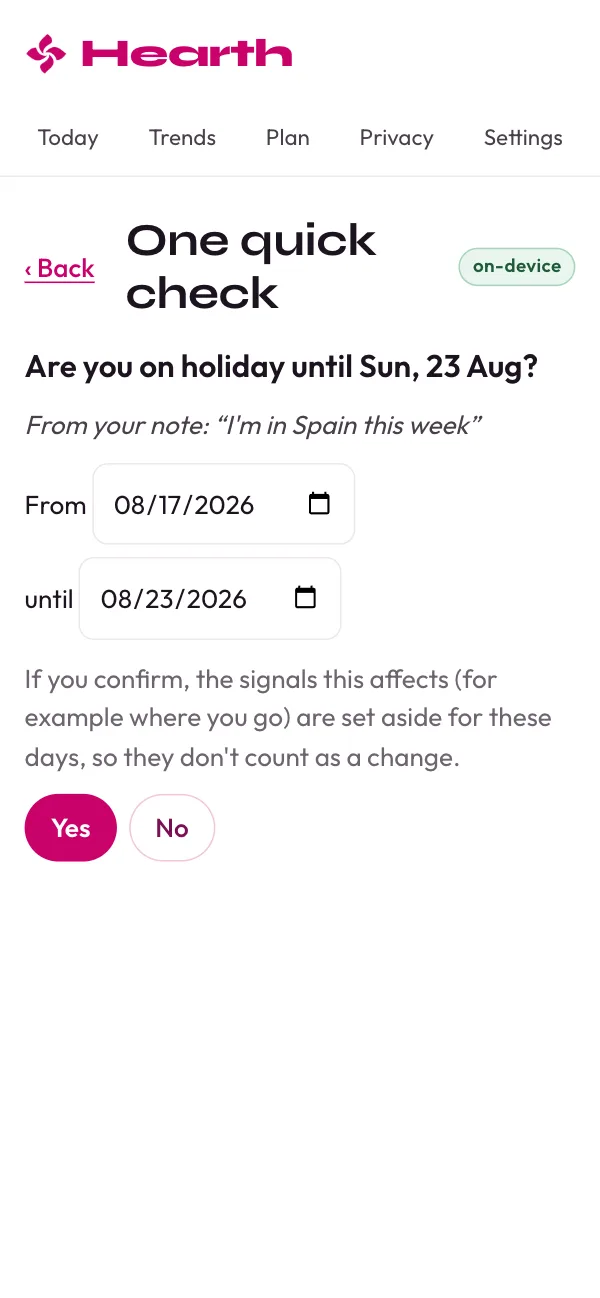 Hearth
Today Trends Plan Privacy Settings
‹ Back
One quick
check
on-device
Are you on holiday until Sun, 23 Aug?
From your note: “I'm in Spain this week”
From 08/17/2026
until 08/23/2026
If you confirm, the signals this affects (for
example where you go) are set aside for these
days, so they don't count as a change.
Yes No